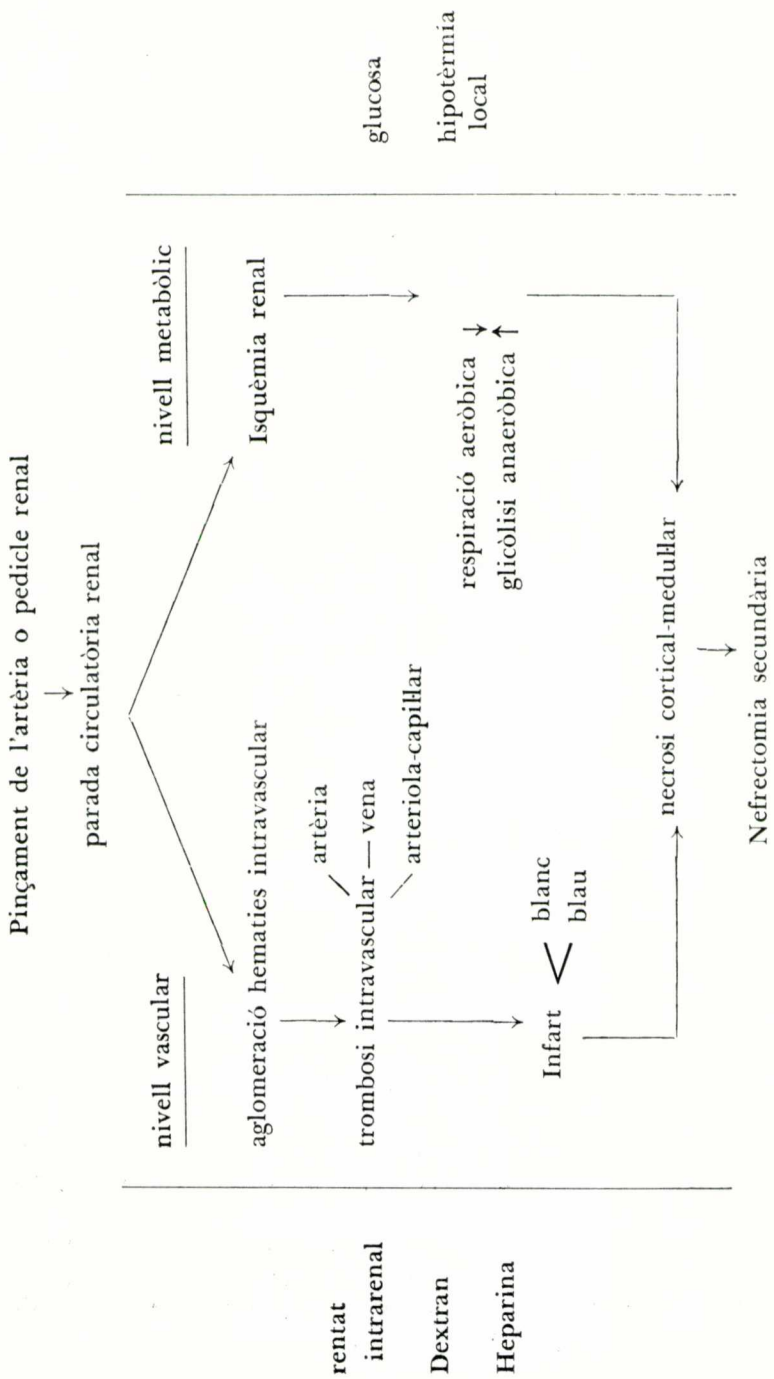 Pinçament de l'artèria o pedicle renal
↓
parada circulatòria renal
nivell vascular
nivell metabòlic
aglomeració hematies intravascular
Isquèmia renal
artèria
trombosi intravascular — vena
arteriola-capil·lar
respiració aeròbica ↓
glicòlisi anaeròbica ↑
Infart < blanc
blau
necrosi cortical-medul·lar
↓
Nefrectomia secundària
rentat
intrarenal
Dextran
Heparina
glucosa
hipotèrmia
local